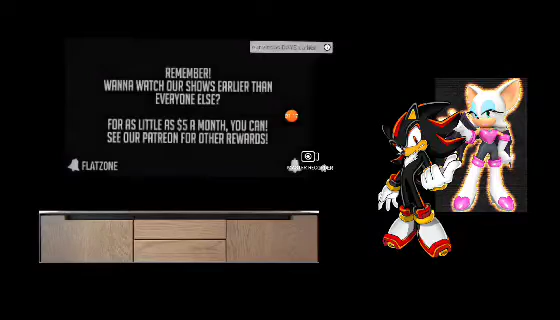 REMEMBER!
WANNA WATCH OUR SHOWS EARLIER THAN
EVERYONE ELSE?
FOR AS LITTLE AS $5 A MONTH, YOU CAN!
SEE OUR PATREON FOR OTHER REWARDS!
FLATZONE
RECORDER